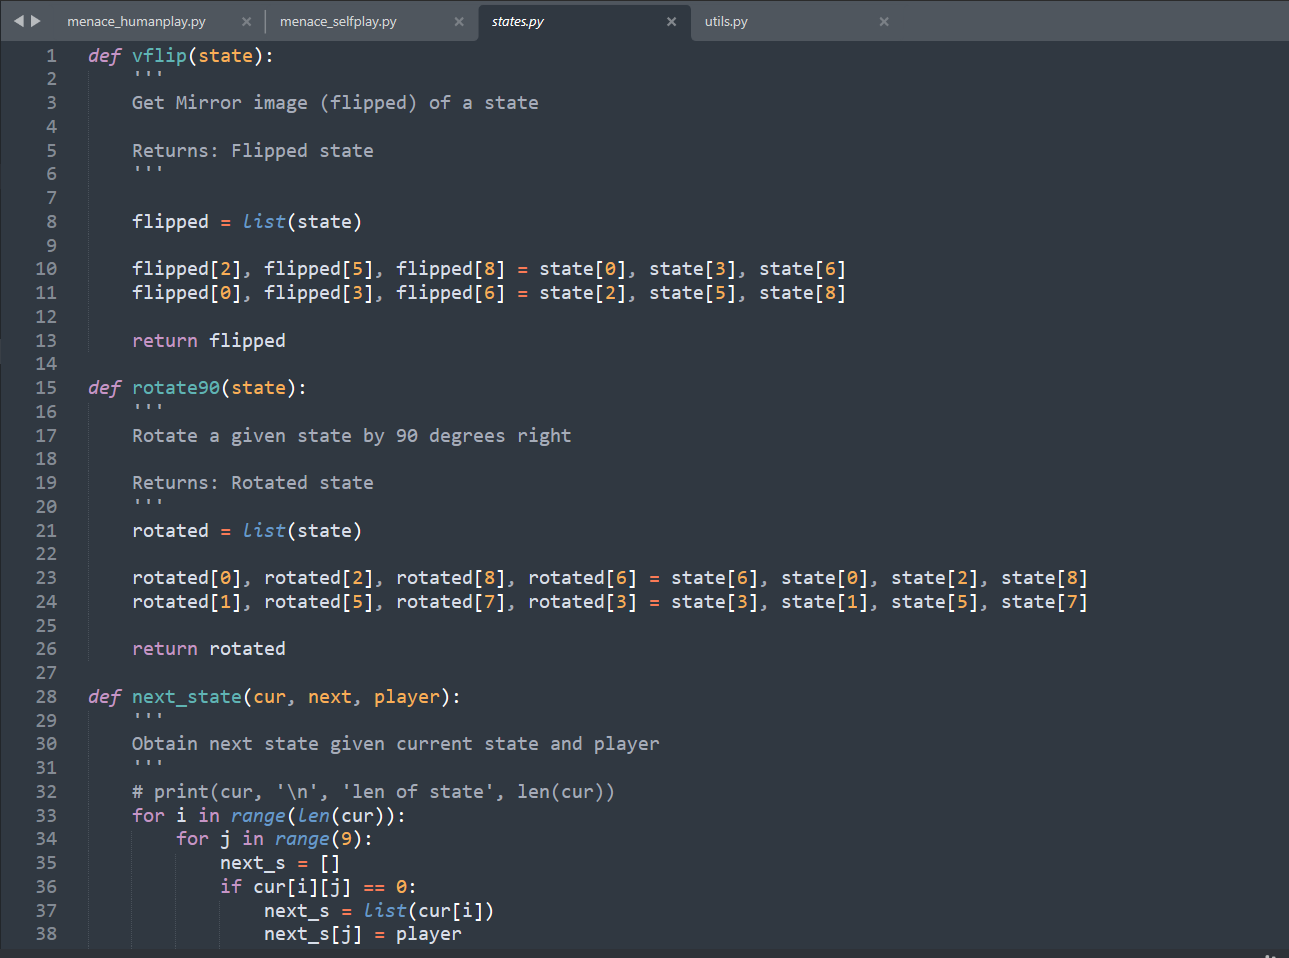 menace_humanplay.py × menace_selfplay.py × states.py × utils.py ×
1 def vflip(state):
2     '''
3     Get Mirror image (flipped) of a state
4
5     Returns: Flipped state
6     '''
7
8     flipped = list(state)
9
10     flipped[2], flipped[5], flipped[8] = state[0], state[3], state[6]
11     flipped[0], flipped[3], flipped[6] = state[2], state[5], state[8]
12
13     return flipped
14
15 def rotate90(state):
16     '''
17     Rotate a given state by 90 degrees right
18
19     Returns: Rotated state
20     '''
21     rotated = list(state)
22
23     rotated[0], rotated[2], rotated[8], rotated[6] = state[6], state[0], state[2], state[8]
24     rotated[1], rotated[5], rotated[7], rotated[3] = state[3], state[1], state[5], state[7]
25
26     return rotated
27
28 def next_state(cur, next, player):
29     '''
30     Obtain next state given current state and player
31     '''
32     # print(cur, '\n', 'len of state', len(cur))
33     for i in range(len(cur)):
34         for j in range(9):
35             next_s = []
36             if cur[i][j] == 0:
37                 next_s = list(cur[i])
38                 next_s[j] = player